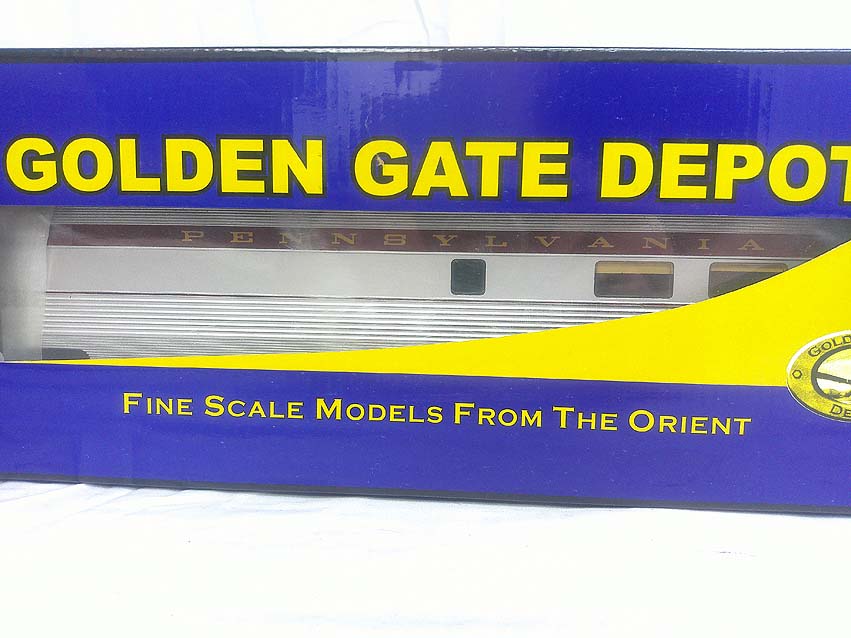 GOLDEN GATE DEPOT
PENNSYLVANIA
FINE SCALE MODELS FROM THE ORIENT